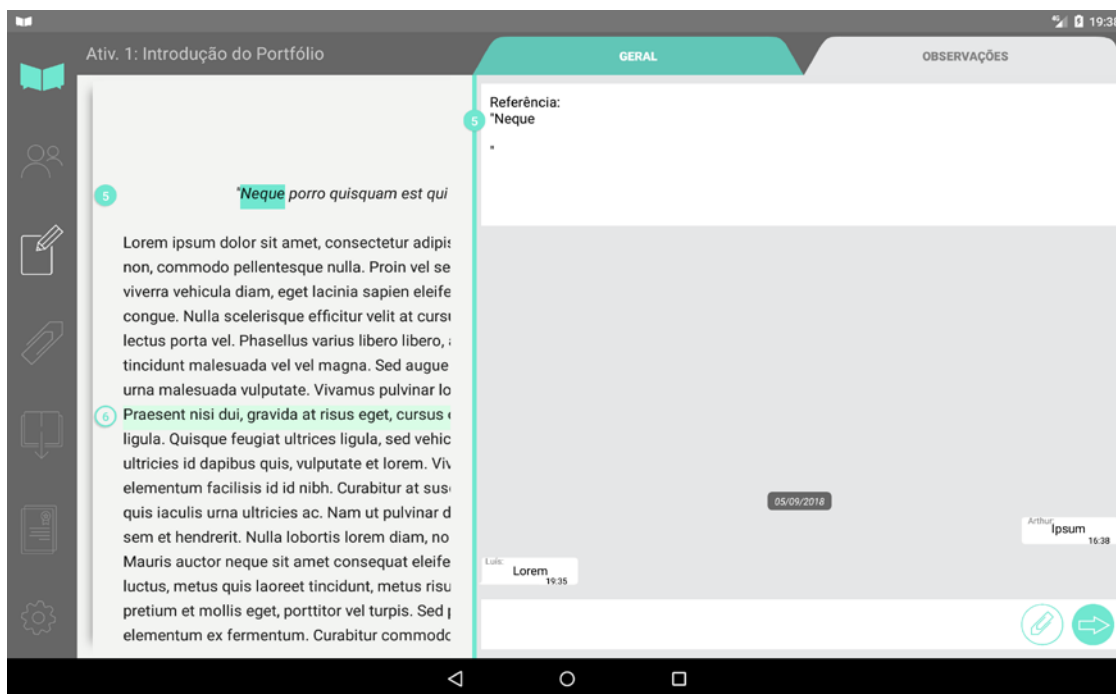 19:38
Ativ. 1: Introdução do Portfólio
GERAL
OBSERVAÇÕES
5
"Neque porro quisquam est qui
Lorem ipsum dolor sit amet, consectetur adipis
non, commodo pellentesque nulla. Proin vel se
viverra vehicula diam, eget lacinia sapien eleife
congue. Nulla scelerisque efficitur velit at cursu
lectus porta vel. Phasellus varius libero libero,
tincidunt malesuada vel vel magna. Sed augue
urna malesuada vulputate. Vivamus pulvinar lo
6 Praesent nisi dui, gravida at risus eget, cursus
ligula. Quisque feugiat ultrices ligula, sed vehic
ultricies id dapibus quis, vulputate et lorem. Viv
elementum facilisis id id nibh. Curabitur at sus
quis iaculis urna ultricies ac. Nam ut pulvinar d
sem et hendrerit. Nulla lobortis lorem diam, no
Mauris auctor neque sit amet consequat eleife
luctus, metus quis laoreet tincidunt, metus risu
pretium et mollis eget, porttitor vel turpis. Sed
elementum ex fermentum. Curabitur commodo
Referência:
5 "Neque
"
05/09/2018
Arthur
Ipsum
16:38
Luis:
Lorem
19:35